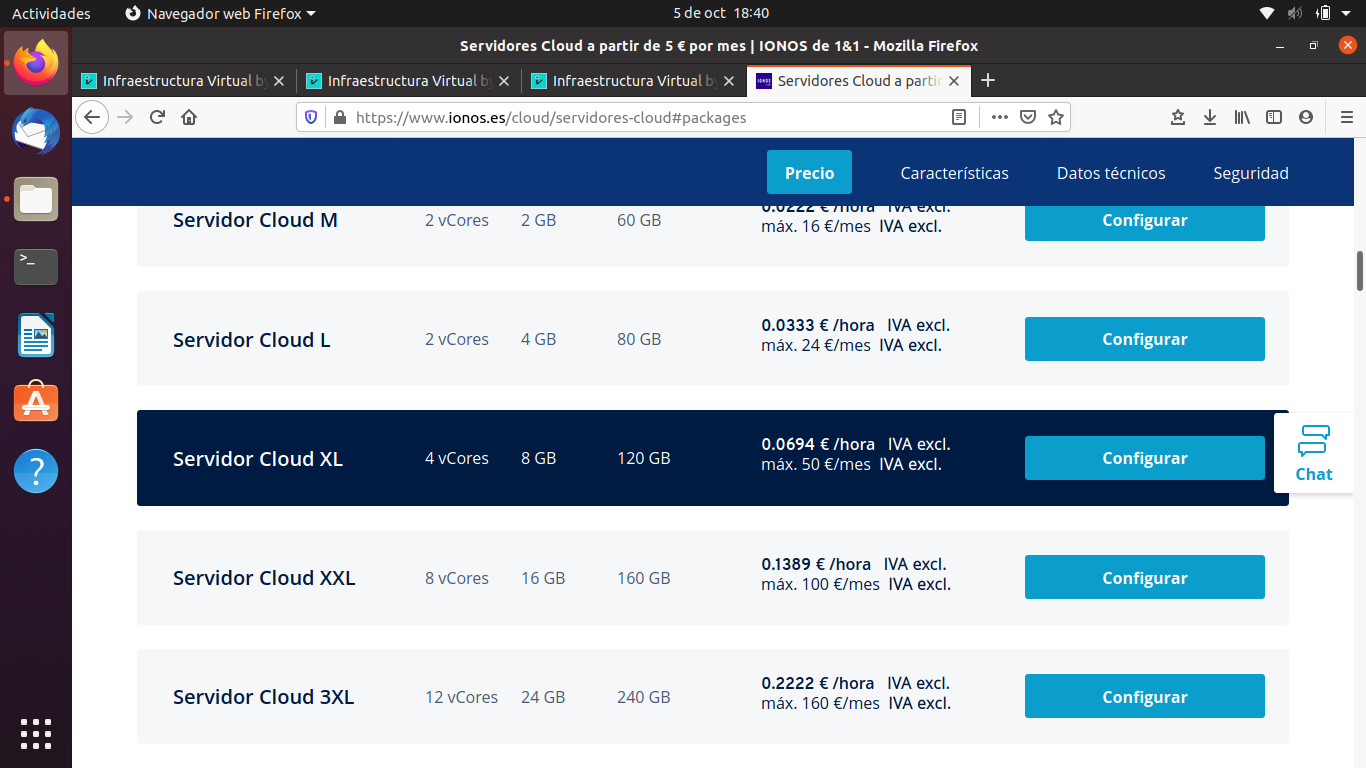 Actividades Navegador web Firefox 5 de oct 18:40
Servidores Cloud a partir de 5 € por mes | IONOS de 1&1 - Mozilla Firefox
Infraestructura Virtual b Infraestructura Virtual b Infraestructura Virtual b IONOS Servidores Cloud a parti
https://www.ionos.es/cloud/servidores-cloud#packages
Precio Características Datos técnicos Seguridad
Servidor Cloud M 2 vCores 2 GB 60 GB 0.0222 € /hora IVA excl. Configurar
máx. 16 €/mes IVA excl.
Servidor Cloud L 2 vCores 4 GB 80 GB 0.0333 € /hora IVA excl. Configurar
máx. 24 €/mes IVA excl.
Servidor Cloud XL 4 vCores 8 GB 120 GB 0.0694 € /hora IVA excl. Configurar
máx. 50 €/mes IVA excl.
Chat
Servidor Cloud XXL 8 vCores 16 GB 160 GB 0.1389 € /hora IVA excl. Configurar
máx. 100 €/mes IVA excl.
Servidor Cloud 3XL 12 vCores 24 GB 240 GB 0.2222 € /hora IVA excl. Configurar
máx. 160 €/mes IVA excl.